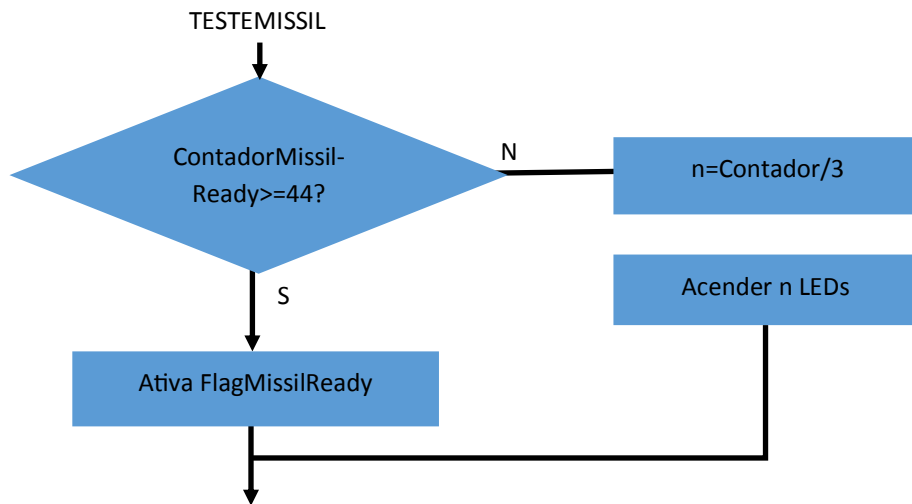 TESTEMISSIL
ContadorMissil-
Ready>=44?
N
n=Contador/3
Acender n LEDs
S
Ativa FlagMissilReady